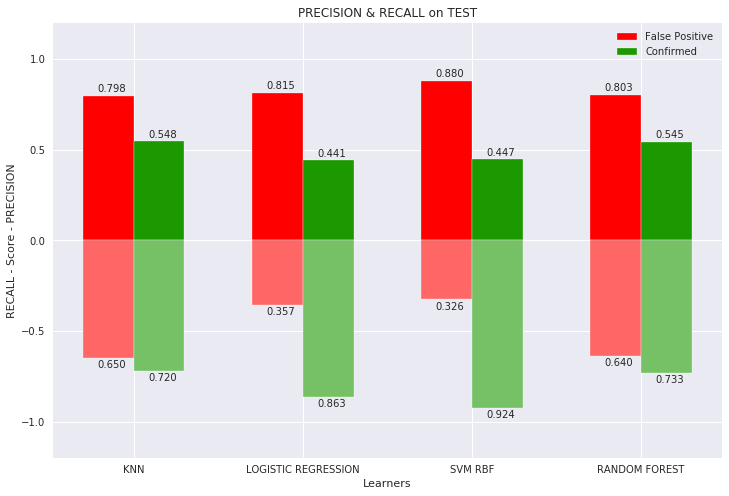 PRECISION & RECALL on TEST
False Positive
Confirmed
1.0
0.5
0.0
−0.5
−1.0
RECALL - Score - PRECISION
0.798
0.548
0.815
0.441
0.880
0.447
0.803
0.545
0.650
0.720
0.357
0.863
0.326
0.924
0.640
0.733
KNN
LOGISTIC REGRESSION
SVM RBF
RANDOM FOREST
Learners